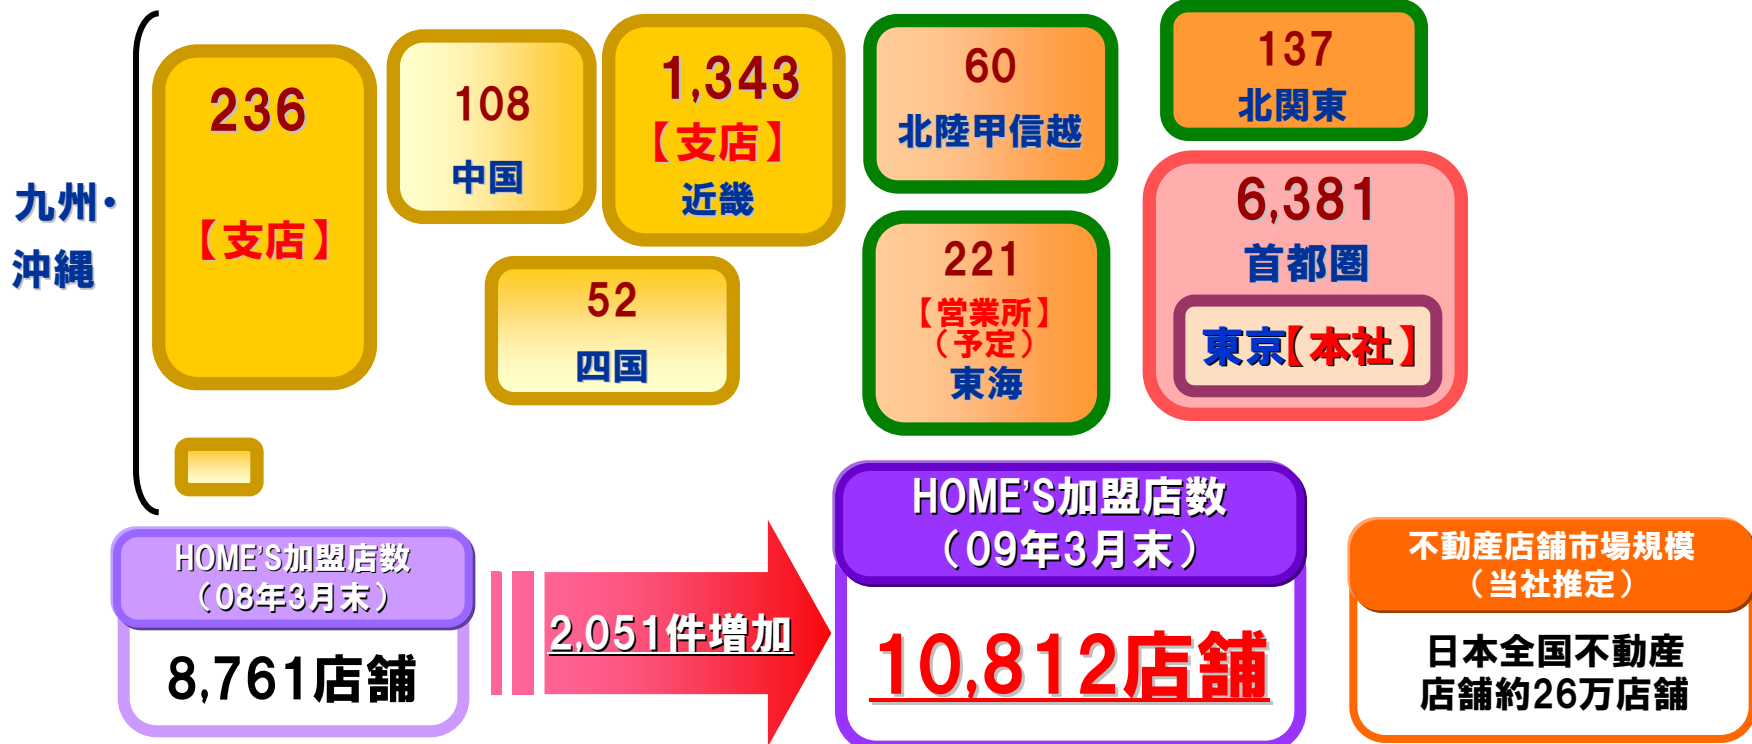 九州・
沖縄
236
【支店】
108
中国
1,343
【支店】
近畿
52
四国
60
北陸甲信越
221
【営業所】
（予定）
東海
137
北関東
6,381
首都圏
東京【本社】
HOME'S加盟店数
（08年3月末）
8,761店舗
2,051件増加
HOME'S加盟店数
（09年3月末）
10,812店舗
不動産店舗市場規模
（当社推定）
日本全国不動産
店舗約26万店舗